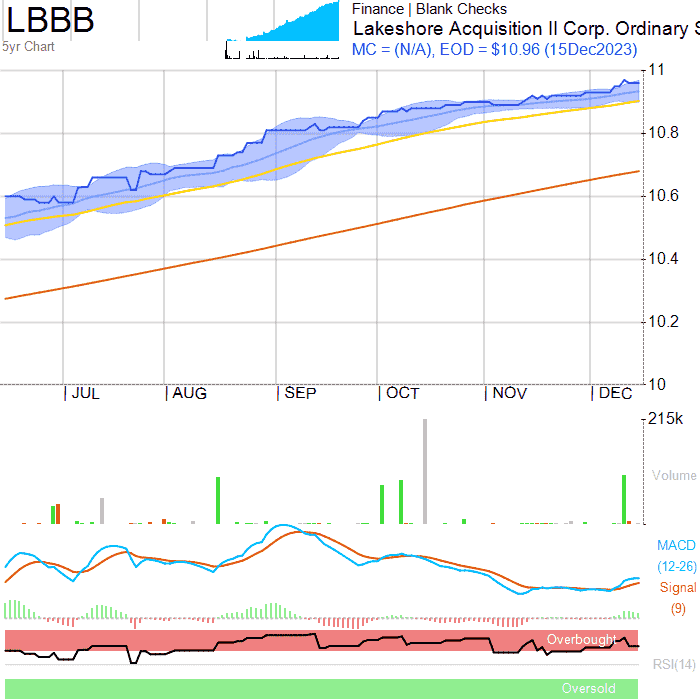 LBBB
5yr Chart
Finance | Blank Checks
Lakeshore Acquisition II Corp. Ordinary S
MC = (N/A), EOD = $10.96 (15Dec2023)
11
10.8
10.6
10.4
10.2
10
JUL AUG SEP OCT NOV DEC
215k
Volume
MACD
(12-26)
Signal
(9)
Overbought
RSI(14)
Oversold